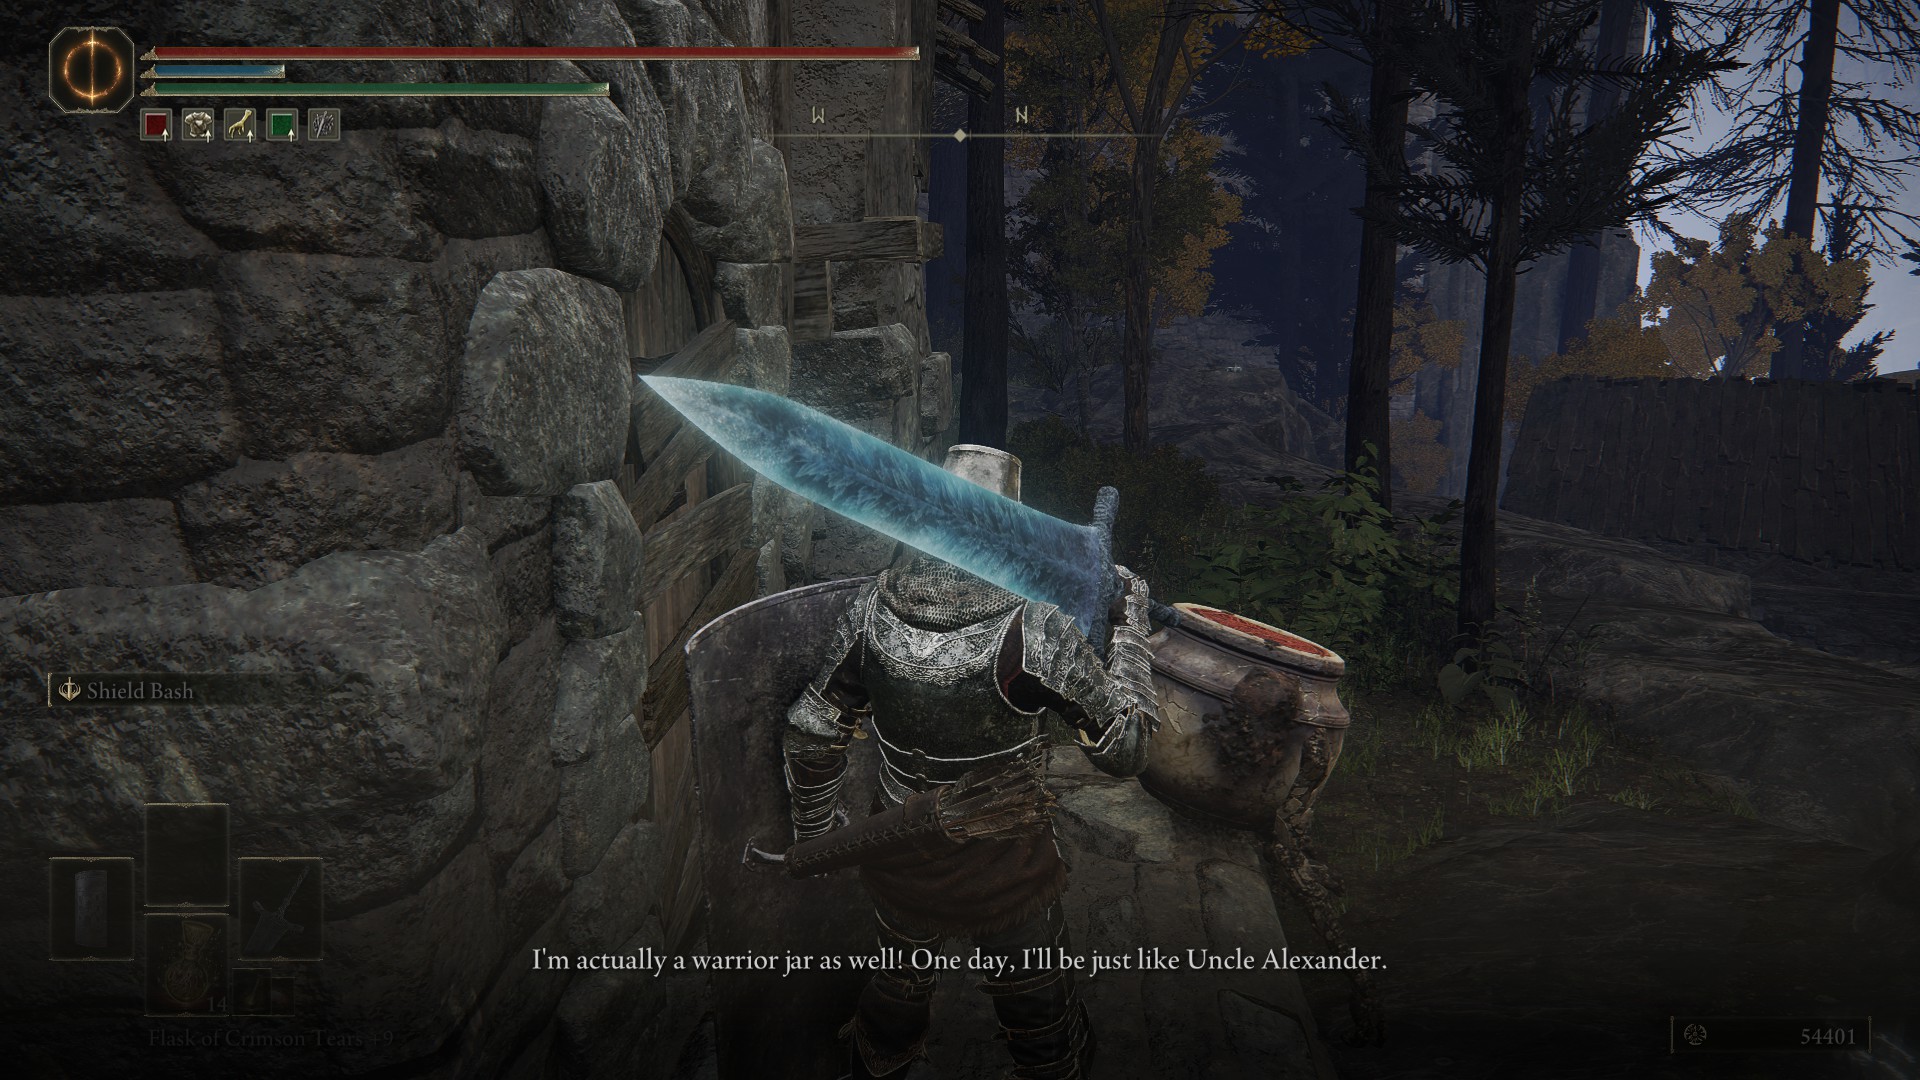 W N
Shield Bash
I'm actually a warrior jar as well! One day, I'll be just like Uncle Alexander.
14
Flask of Crimson Tears +9
54401